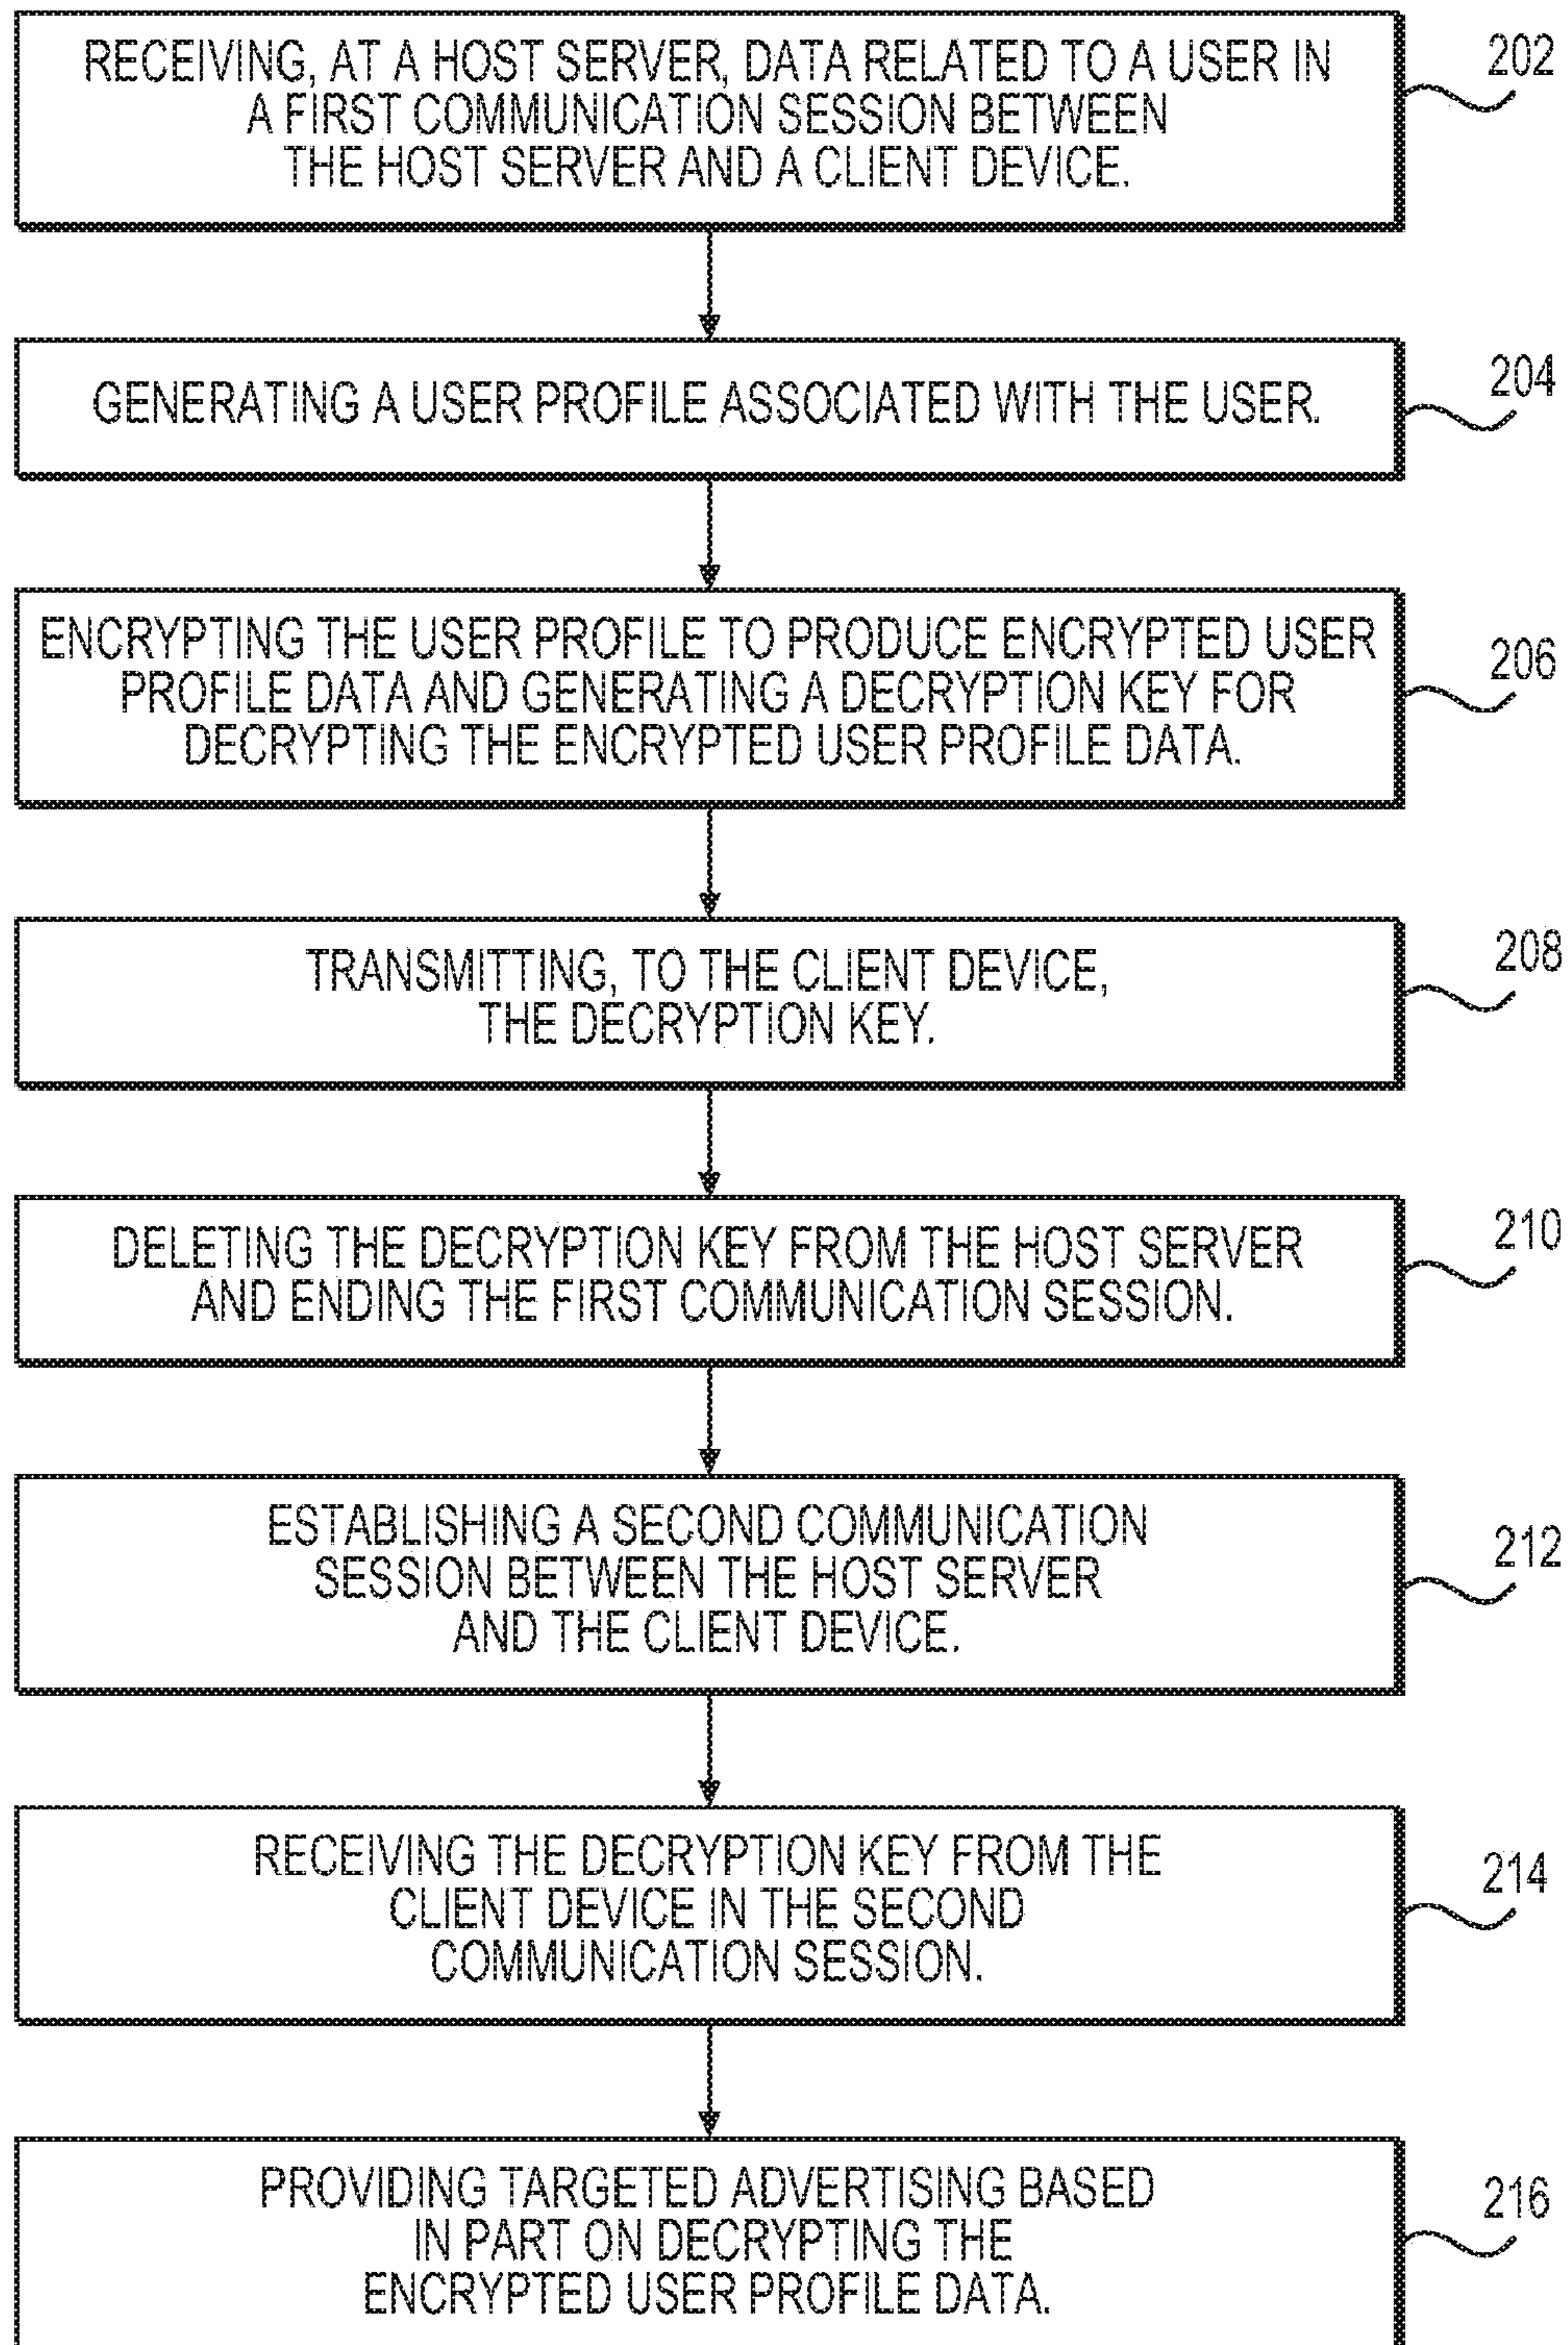 RECEIVING, AT A HOST SERVER, DATA RELATED TO A USER IN
A FIRST COMMUNICATION SESSION BETWEEN
THE HOST SERVER AND A CLIENT DEVICE.
202
GENERATING A USER PROFILE ASSOCIATED WITH THE USER.
204
ENCRYPTING THE USER PROFILE TO PRODUCE ENCRYPTED USER
PROFILE DATA AND GENERATING A DECRYPTION KEY FOR
DECRYPTING THE ENCRYPTED USER PROFILE DATA.
206
TRANSMITTING, TO THE CLIENT DEVICE,
THE DECRYPTION KEY.
208
DELETING THE DECRYPTION KEY FROM THE HOST SERVER
AND ENDING THE FIRST COMMUNICATION SESSION.
210
ESTABLISHING A SECOND COMMUNICATION
SESSION BETWEEN THE HOST SERVER
AND THE CLIENT DEVICE.
212
RECEIVING THE DECRYPTION KEY FROM THE
CLIENT DEVICE IN THE SECOND
COMMUNICATION SESSION.
214
PROVIDING TARGETED ADVERTISING BASED
IN PART ON DECRYPTING THE
ENCRYPTED USER PROFILE DATA.
216